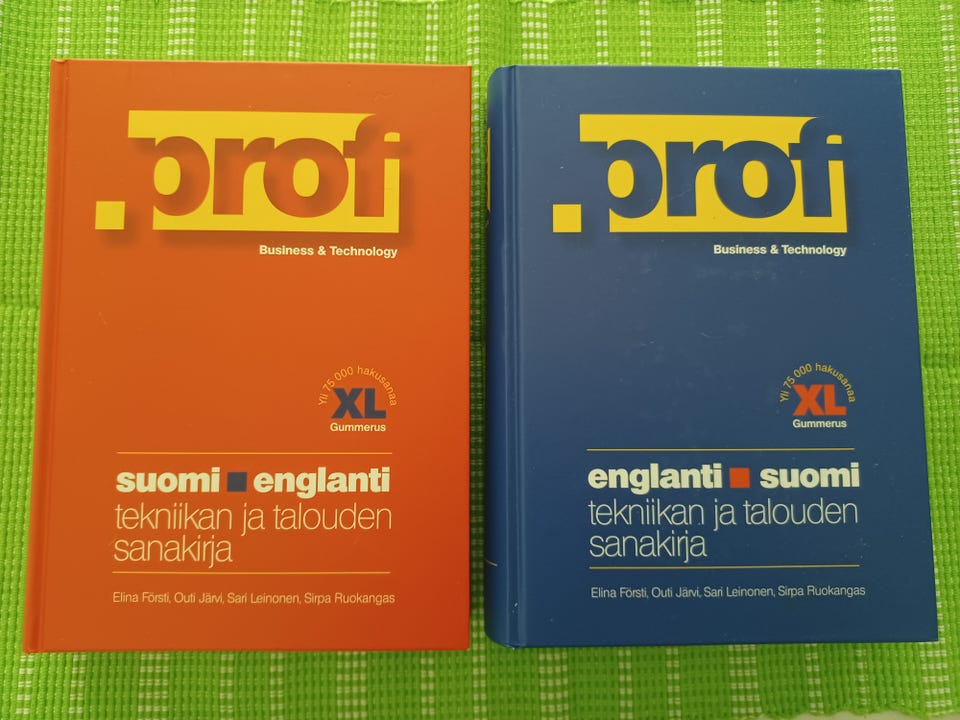 .profi
Business & Technology
Yli 75 000 hakusanaa
XL
Gummerus
suomi ■ englanti
tekniikan ja talouden
sanakirja
Elina Försti, Outi Järvi, Sari Leinonen, Sirpa Ruokangas
.profi
Business & Technology
Yli 75 000 hakusanaa
XL
Gummerus
englanti ■ suomi
tekniikan ja talouden
sanakirja
Elina Försti, Outi Järvi, Sari Leinonen, Sirpa Ruokangas